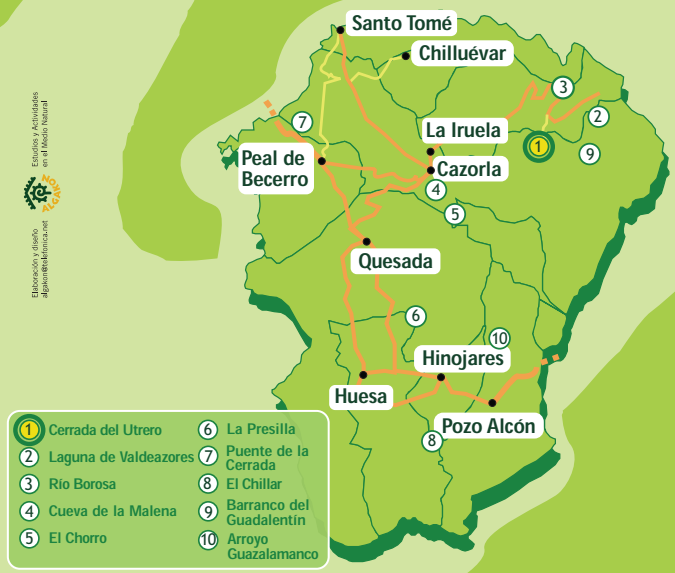 Santo Tomé
Chilluévar
3
7
2
La Iruela
1
9
Peal de
Becerro
Cazorla
4
5
Quesada
6
10
Hinojares
Huesa
Pozo Alcón
8
Estudios y Actividades
en el Medio Natural
ALGAKON
Elaboración y diseño
algakon@telefonica.net
1 Cerrada del Utrero
2 Laguna de Valdeazores
3 Río Borosa
4 Cueva de la Malena
5 El Chorro
6 La Presilla
7 Puente de la
Cerrada
8 El Chillar
9 Barranco del
Guadalentín
10 Arroyo
Guazalamanco